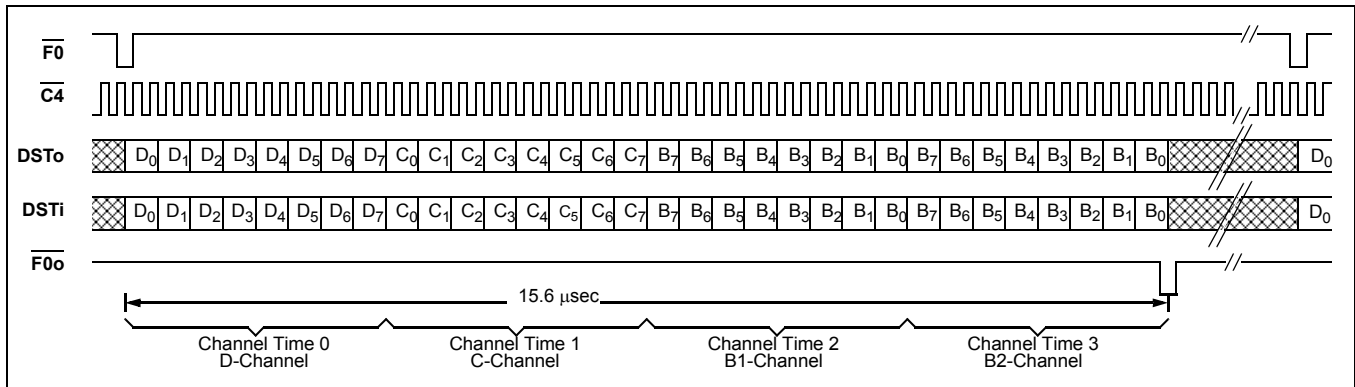 F0
C4
DSTo D0 D1 D2 D3 D4 D5 D6 D7 C0 C1 C2 C3 C4 C5 C6 C7 B7 B6 B5 B4 B3 B2 B1 B0 B7 B6 B5 B4 B3 B2 B1 B0 D0
DSTi D0 D1 D2 D3 D4 D5 D6 D7 C0 C1 C2 C3 C4 C5 C6 C7 B7 B6 B5 B4 B3 B2 B1 B0 B7 B6 B5 B4 B3 B2 B1 B0 D0
F0o
15.6 μsec
Channel Time 0 Channel Time 1 Channel Time 2 Channel Time 3
D-Channel C-Channel B1-Channel B2-Channel